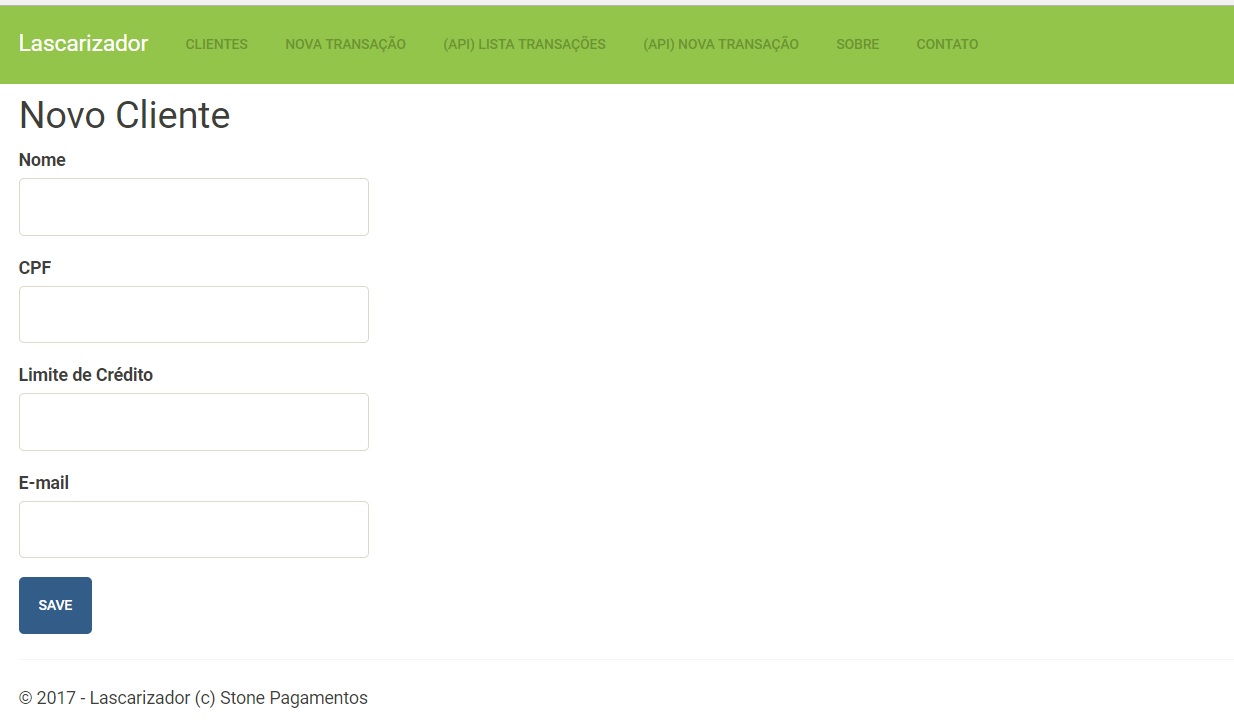 Lascarizador CLIENTES NOVA TRANSAÇÃO (API) LISTA TRANSAÇÕES (API) NOVA TRANSAÇÃO SOBRE CONTATO
Novo Cliente
Nome
CPF
Limite de Crédito
E-mail
SAVE
© 2017 - Lascarizador (c) Stone Pagamentos